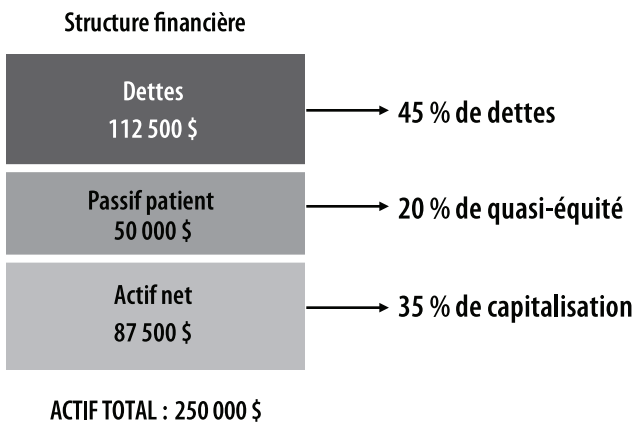 Structure financière
Dettes
112 500 $
45 % de dettes
Passif patient
50 000 $
20 % de quasi-équité
Actif net
87 500 $
35 % de capitalisation
ACTIF TOTAL : 250 000 $